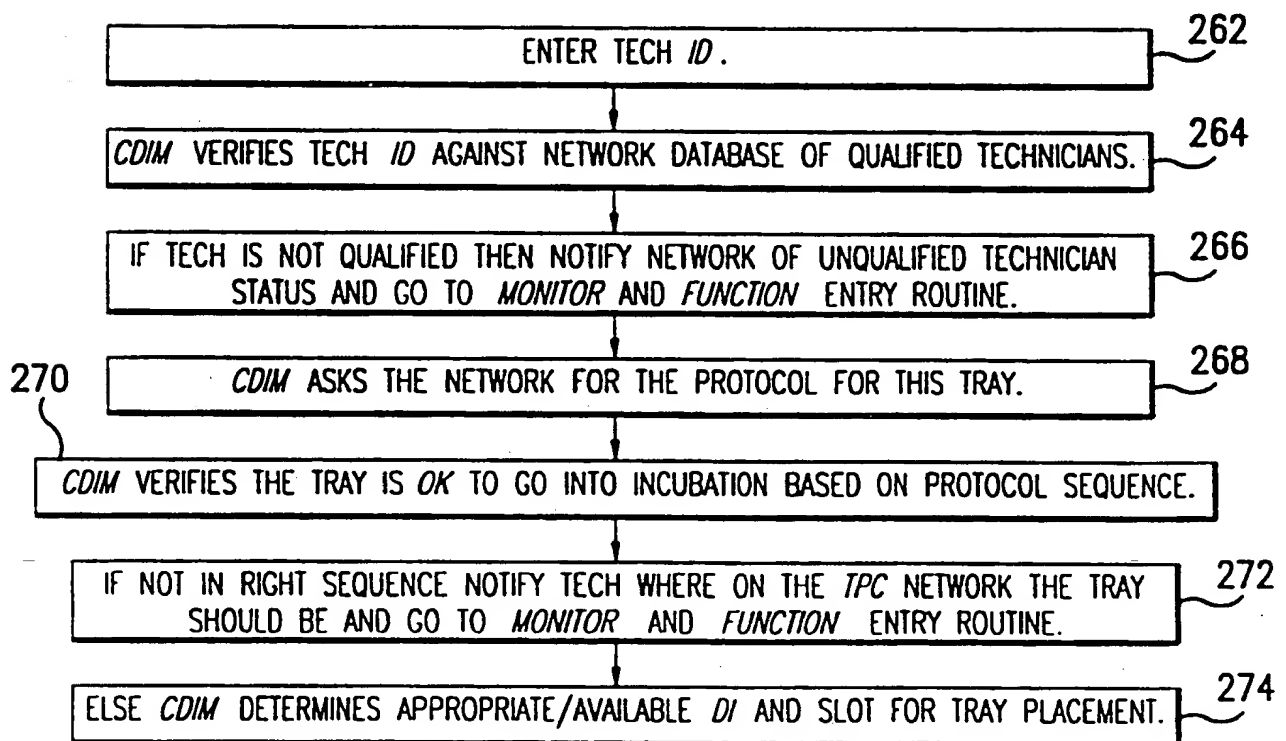 262
ENTER TECH ID.
264
CDIM VERIFIES TECH ID AGAINST NETWORK DATABASE OF QUALIFIED TECHNICIANS.
266
IF TECH IS NOT QUALIFIED THEN NOTIFY NETWORK OF UNQUALIFIED TECHNICIAN
STATUS AND GO TO MONITOR AND FUNCTION ENTRY ROUTINE.
268
CDIM ASKS THE NETWORK FOR THE PROTOCOL FOR THIS TRAY.
270
CDIM VERIFIES THE TRAY IS OK TO GO INTO INCUBATION BASED ON PROTOCOL SEQUENCE.
272
IF NOT IN RIGHT SEQUENCE NOTIFY TECH WHERE ON THE TPC NETWORK THE TRAY
SHOULD BE AND GO TO MONITOR AND FUNCTION ENTRY ROUTINE.
274
ELSE CDIM DETERMINES APPROPRIATE/AVAILABLE DI AND SLOT FOR TRAY PLACEMENT.